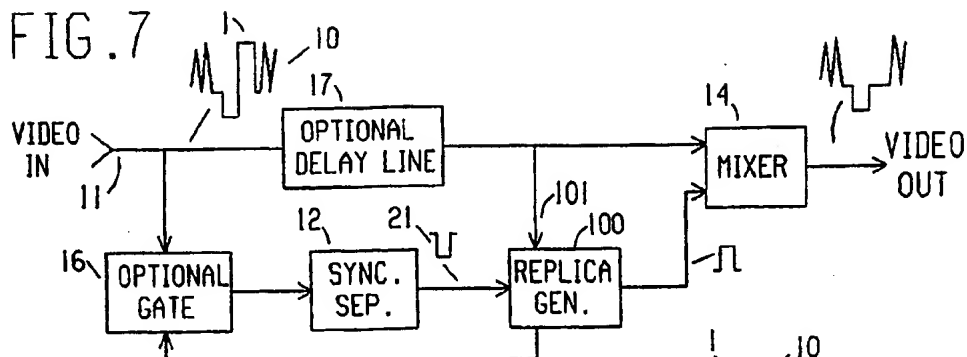 FIG.7
1
10
17
14
VIDEO
IN
11
OPTIONAL
DELAY LINE
MIXER
VIDEO
OUT
101
16
12
21
100
OPTIONAL
GATE
SYNC.
SEP.
REPLICA
GEN.
1
10